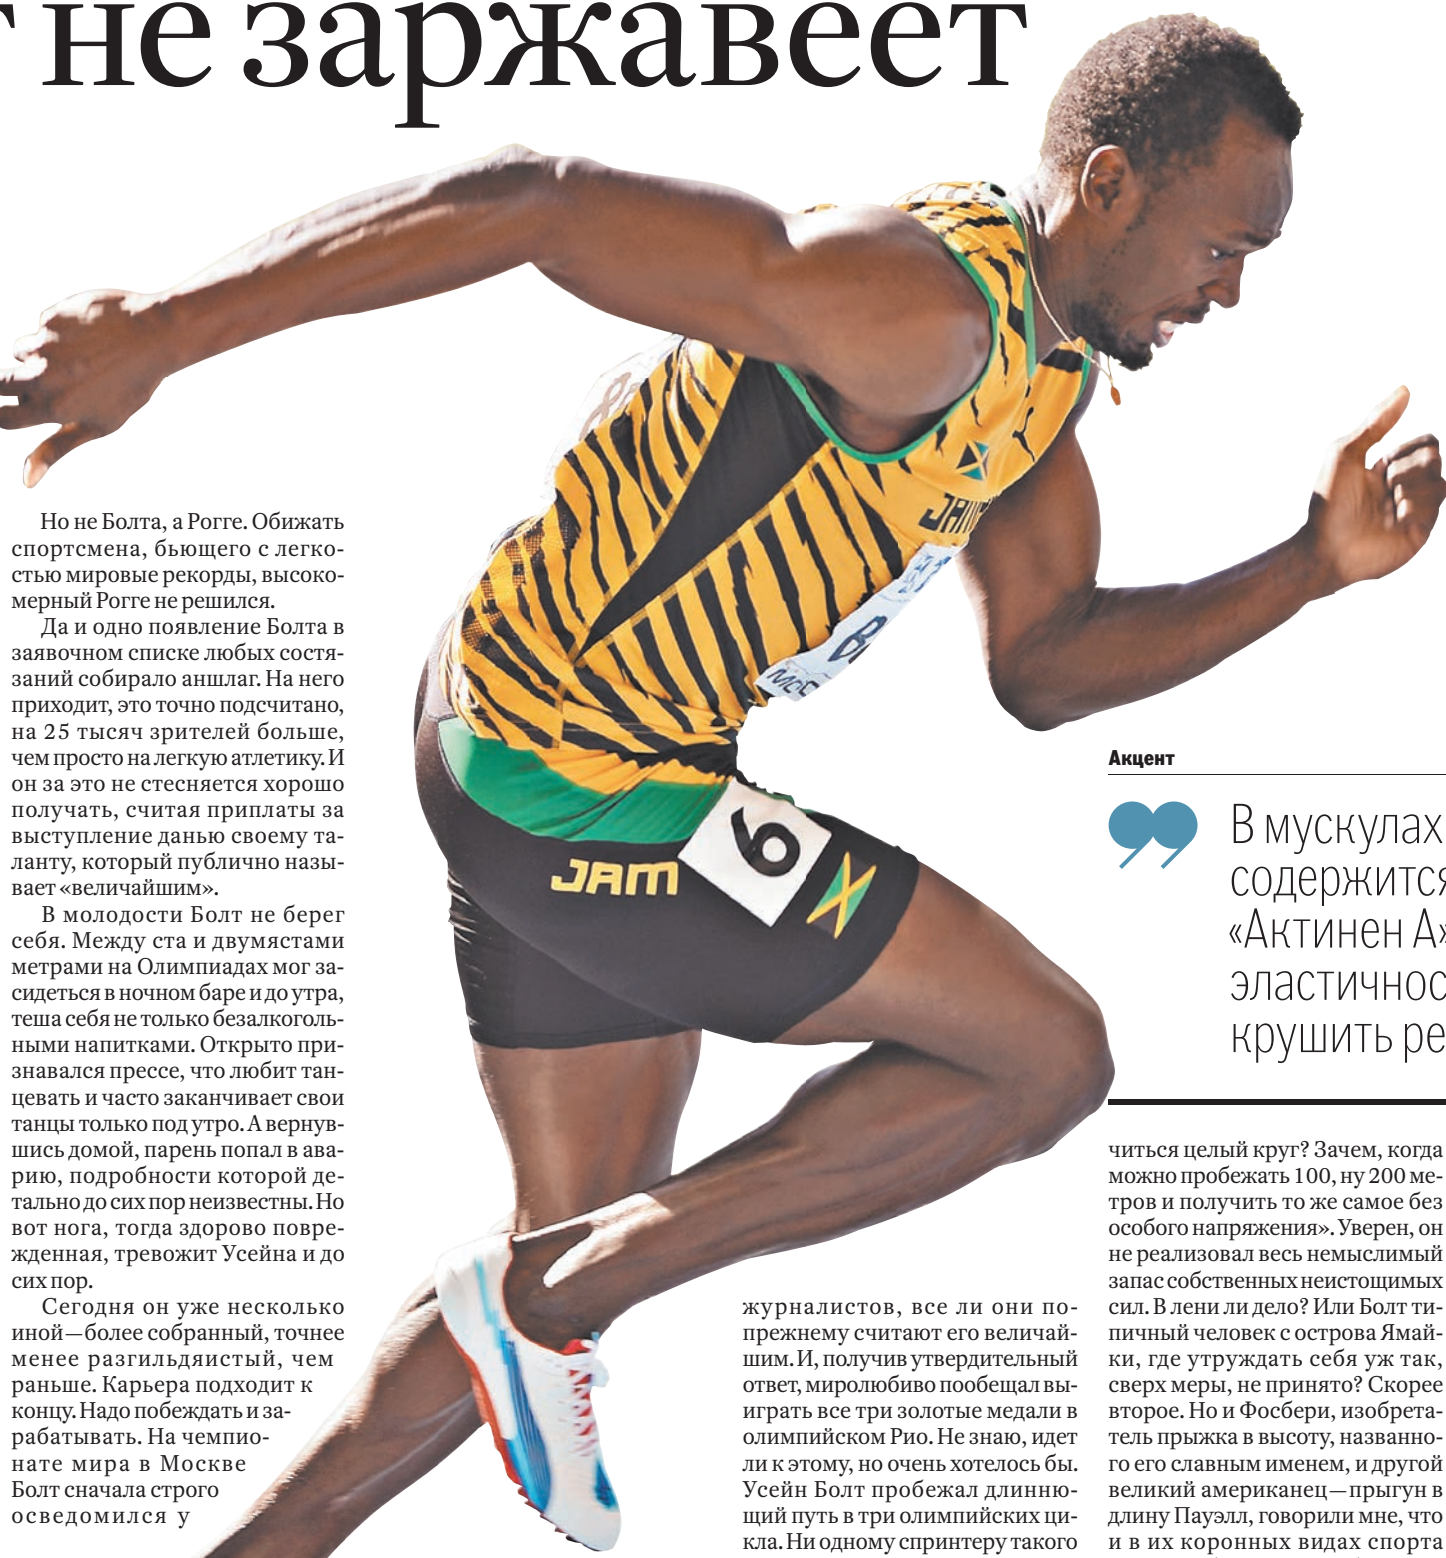 не заржавеет
Но не Болта, а Рогге. Обижать
спортсмена, бьющего с легко-
стью мировые рекорды, высоко-
мерный Рогге не решился.
Да и одно появление Болта в
заявочном списке любых состя-
заний собирало аншлаг. На него
приходит, это точно подсчитано,
на 25 тысяч зрителей больше,
чем просто на легкую атлетику. И
он за это не стесняется хорошо
получать, считая приплаты за
выступление данью своему та-
ланту, который публично назы-
вает «величайшим».
В молодости Болт не берег
себя. Между ста и двумястами
метрами на Олимпиадах мог за-
сидеться в ночном баре и до утра,
теша себя не только безалкоголь-
ными напитками. Открыто при-
знавался прессе, что любит тан-
цевать и часто заканчивает свои
танцы только под утро. А вернув-
шись домой, парень попал в ава-
рию, подробности которой де-
тально до сих пор неизвестны. Но
вот нога, тогда здорово повре-
жденная, тревожит Усейна и до
сих пор.
Сегодня он уже несколько
иной — более собранный, точнее
менее разгильдяистый, чем
раньше. Карьера подходит к
концу. Надо побеждать и за-
рабатывать. На чемпио-
нате мира в Москве
Болт сначала строго
осведомился у
журналистов, все ли они по-
прежнему считают его величай-
шим. И, получив утвердительный
ответ, миролюбиво пообещал вы-
играть все три золотые медали в
олимпийском Рио. Не знаю, идет
ли к этому, но очень хотелось бы.
Усейн Болт пробежал длинню-
щий путь в три олимпийских ци-
кла. Ни одному спринтеру такого
Акцент
В мускулах
содержится
«Актинен А»
эластичнос
крушить ре
читься целый круг? Зачем, когда
можно пробежать 100, ну 200 ме-
тров и получить то же самое без
особого напряжения». Уверен, он
не реализовал весь немыслимый
запас собственных неистощимых
сил. В лени ли дело? Или Болт ти-
пичный человек с острова Ямай-
ки, где утруждать себя уж так,
сверх меры, не принято? Скорее
второе. Но и Фосбери, изобрета-
тель прыжка в высоту, названно-
го его славным именем, и другой
великий американец — прыгун в
длину Пауэлл, говорили мне, что
и в их коронных видах спорта
JAM
6